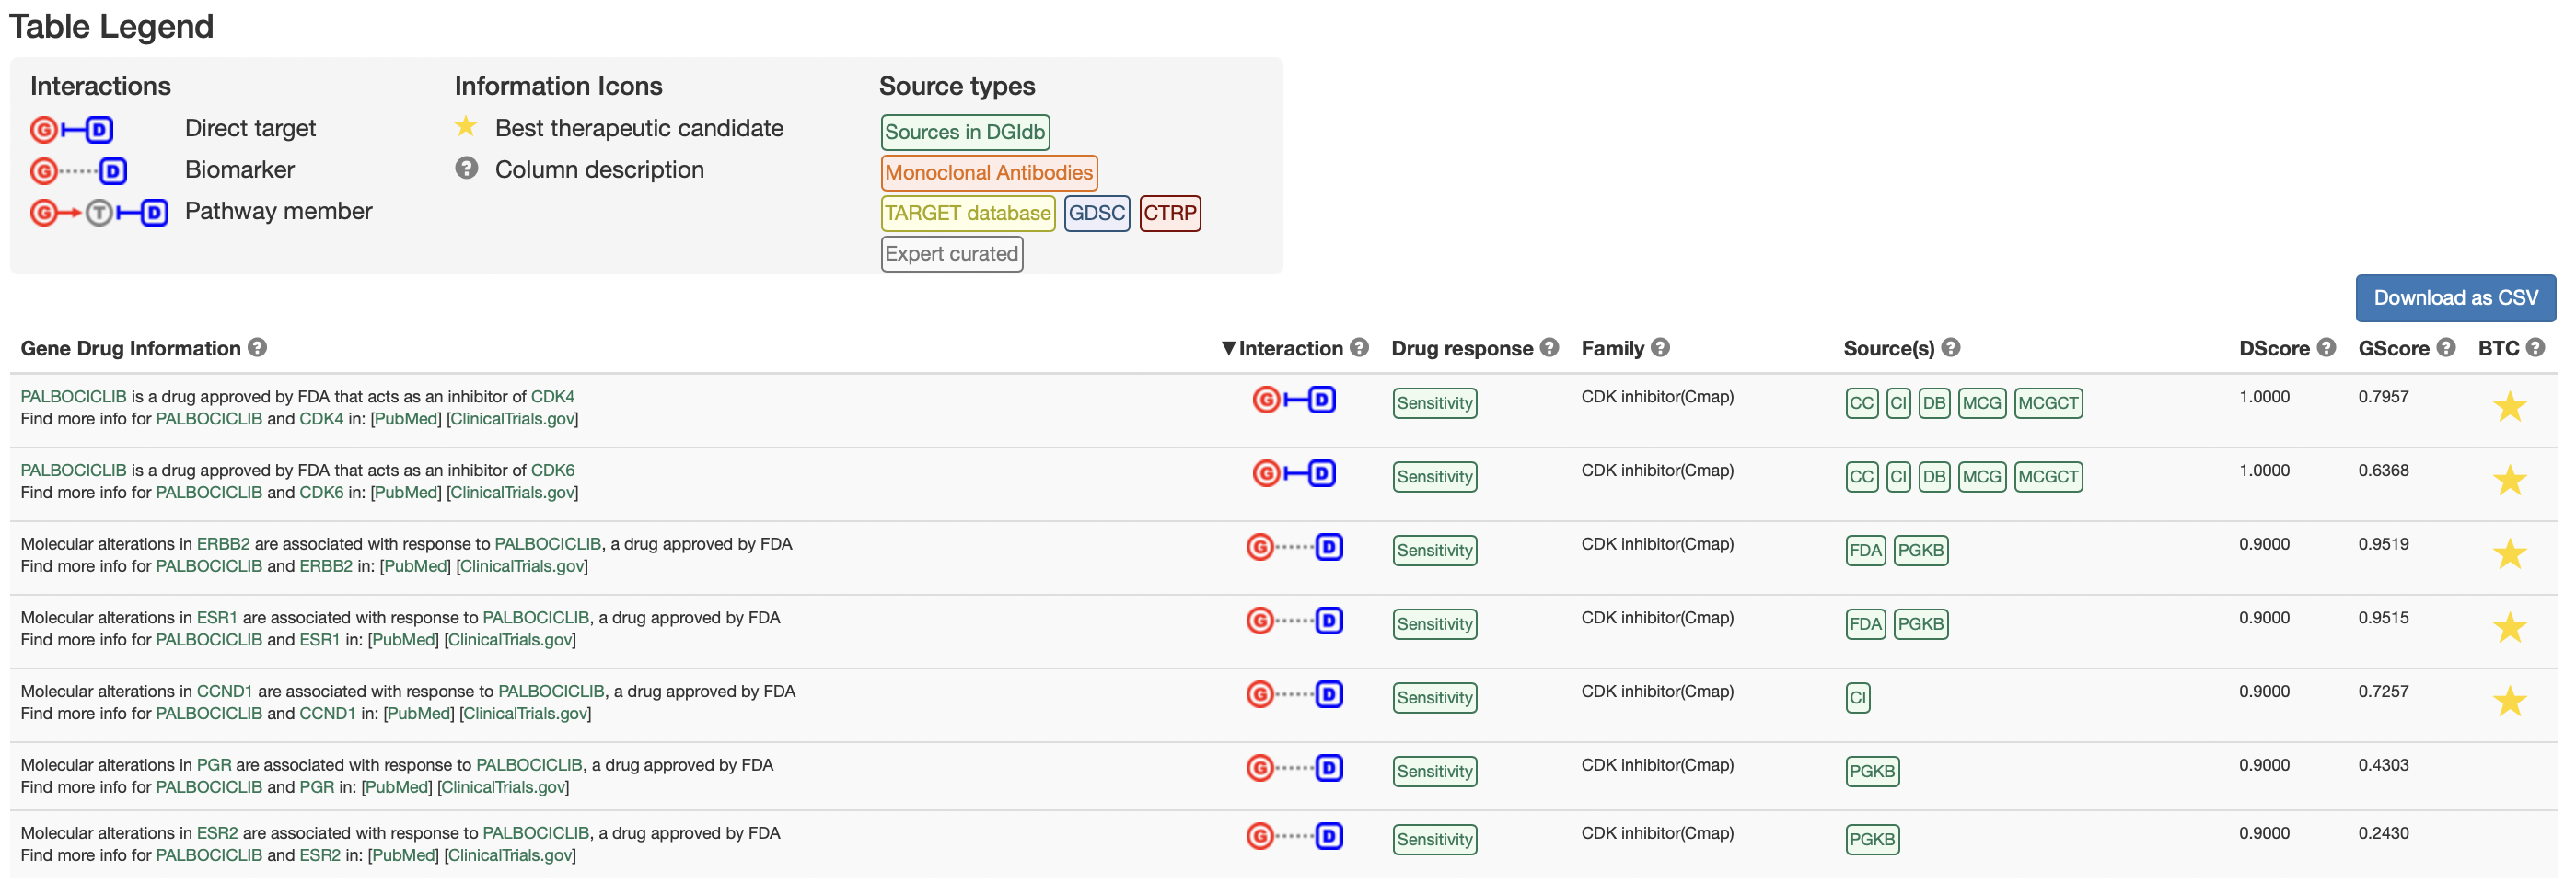 Table Legend
Interactions
G D Direct target
G D Biomarker
G T D Pathway member
Information Icons
Best therapeutic candidate
? Column description
Source types
Sources in DGIdb
Monoclonal Antibodies
TARGET database GDSC CTRP
Expert curated
Download as CSV
Gene Drug Information ? ▼Interaction ? Drug response ? Family ? Source(s) ? DScore ? GScore ? BTC ?
PALBOCICLIB is a drug approved by FDA that acts as an inhibitor of CDK4
Find more info for PALBOCICLIB and CDK4 in: [PubMed] [ClinicalTrials.gov]
G D Sensitivity CDK inhibitor(Cmap) CC CI DB MCG MCGCT 1.0000 0.7957
PALBOCICLIB is a drug approved by FDA that acts as an inhibitor of CDK6
Find more info for PALBOCICLIB and CDK6 in: [PubMed] [ClinicalTrials.gov]
G D Sensitivity CDK inhibitor(Cmap) CC CI DB MCG MCGCT 1.0000 0.6368
Molecular alterations in ERBB2 are associated with response to PALBOCICLIB, a drug approved by FDA
Find more info for PALBOCICLIB and ERBB2 in: [PubMed] [ClinicalTrials.gov]
G D Sensitivity CDK inhibitor(Cmap) FDA PGKB 0.9000 0.9519
Molecular alterations in ESR1 are associated with response to PALBOCICLIB, a drug approved by FDA
Find more info for PALBOCICLIB and ESR1 in: [PubMed] [ClinicalTrials.gov]
G D Sensitivity CDK inhibitor(Cmap) FDA PGKB 0.9000 0.9515
Molecular alterations in CCND1 are associated with response to PALBOCICLIB, a drug approved by FDA
Find more info for PALBOCICLIB and CCND1 in: [PubMed] [ClinicalTrials.gov]
G D Sensitivity CDK inhibitor(Cmap) CI 0.9000 0.7257
Molecular alterations in PGR are associated with response to PALBOCICLIB, a drug approved by FDA
Find more info for PALBOCICLIB and PGR in: [PubMed] [ClinicalTrials.gov]
G D Sensitivity CDK inhibitor(Cmap) PGKB 0.9000 0.4303
Molecular alterations in ESR2 are associated with response to PALBOCICLIB, a drug approved by FDA
Find more info for PALBOCICLIB and ESR2 in: [PubMed] [ClinicalTrials.gov]
G D Sensitivity CDK inhibitor(Cmap) PGKB 0.9000 0.2430